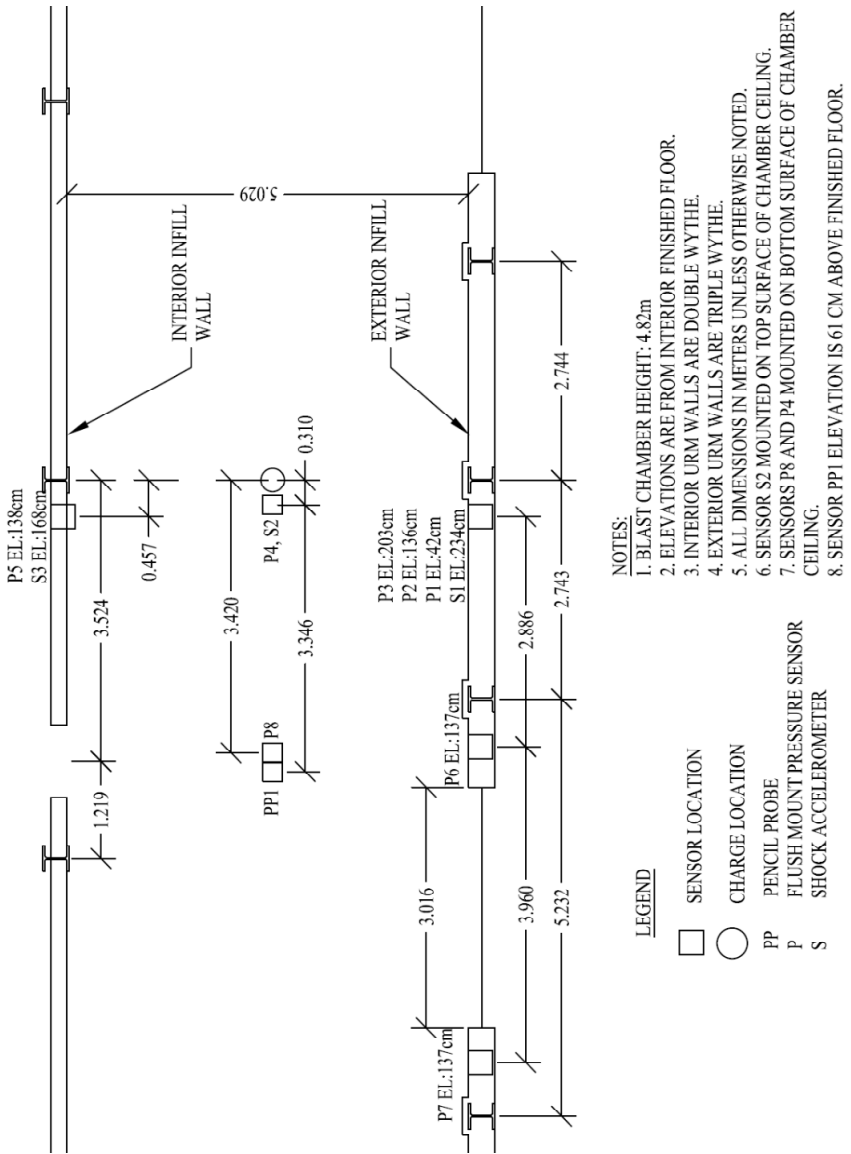 P5 EL:138cm
S3 EL:168cm
3.524
0.457
1.219
INTERIOR INFILL
WALL
5.029
P4, S2
0.310
3.420
3.346
PP1
P8
EXTERIOR INFILL
WALL
P3 EL:203cm
P2 EL:136cm
P1 EL:42cm
S1 EL:234cm
P6 EL:137cm
P7 EL:137cm
3.016
2.886
3.960
2.744
2.743
5.232
LEGEND
SENSOR LOCATION
CHARGE LOCATION
PP PENCIL PROBE
P FLUSH MOUNT PRESSURE SENSOR
S SHOCK ACCELEROMETER
NOTES:
1. BLAST CHAMBER HEIGHT: 4.82m
2. ELEVATIONS ARE FROM INTERIOR FINISHED FLOOR.
3. INTERIOR URM WALLS ARE DOUBLE WYTHE.
4. EXTERIOR URM WALLS ARE TRIPLE WYTHE.
5. ALL DIMENSIONS IN METERS UNLESS OTHERWISE NOTED.
6. SENSOR S2 MOUNTED ON TOP SURFACE OF CHAMBER CEILING.
7. SENSORS P8 AND P4 MOUNTED ON BOTTOM SURFACE OF CHAMBER
CEILING.
8. SENSOR PP1 ELEVATION IS 61 CM ABOVE FINISHED FLOOR.